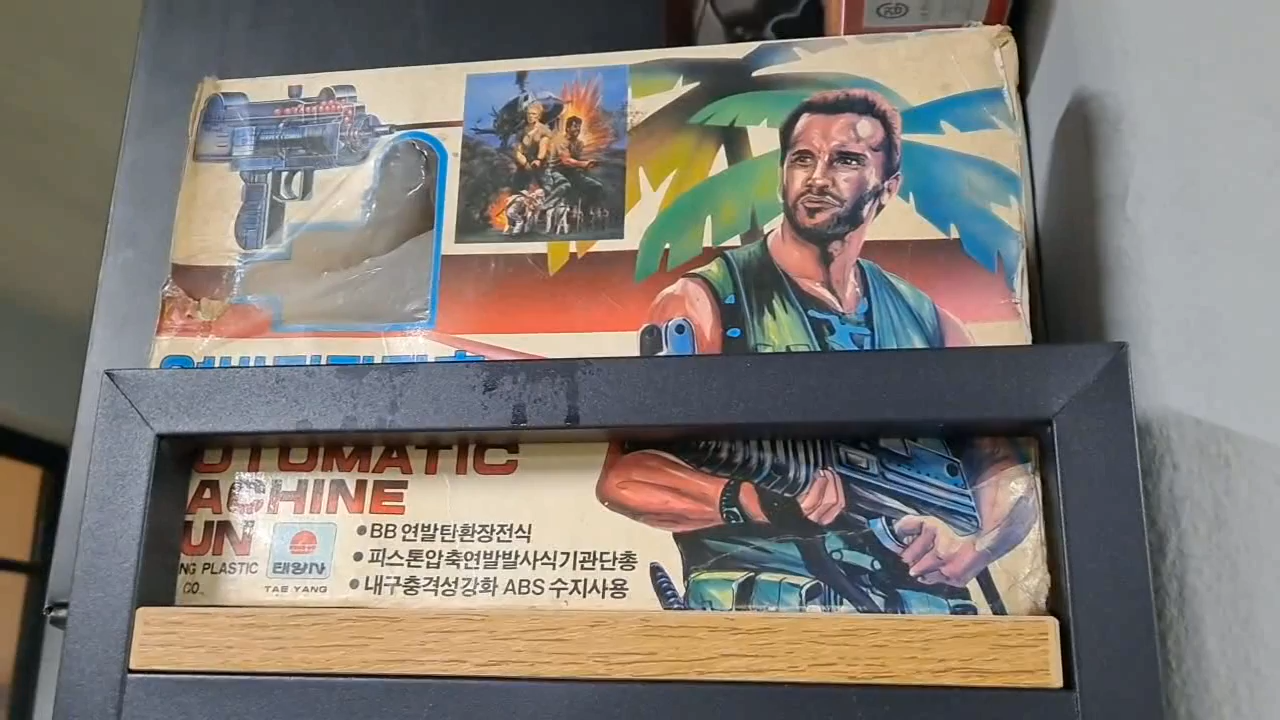 UTOMATIC
ACHINE
UN
NG PLASTIC
CO.
태양사
TAE YANG
•BB 연발탄환장전식
•피스톤압축연발발사식기관단총
•내구충격성강화 ABS 수지사용